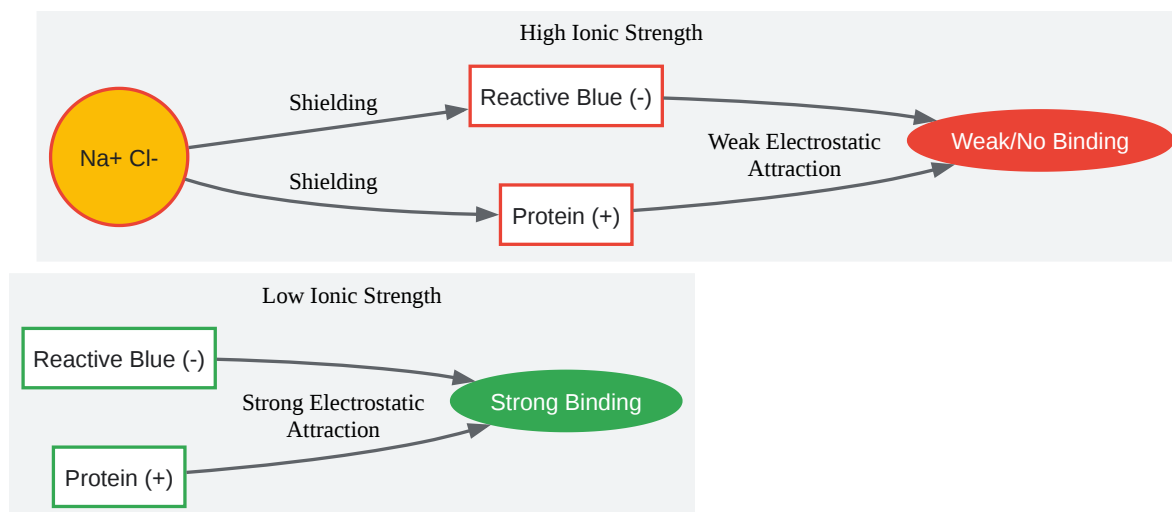 High Ionic Strength
Na+ Cl-
Shielding
Shielding
Reactive Blue (-)
Protein (+)
Weak Electrostatic
Attraction
Weak/No Binding
Low Ionic Strength
Reactive Blue (-)
Protein (+)
Strong Electrostatic
Attraction
Strong Binding